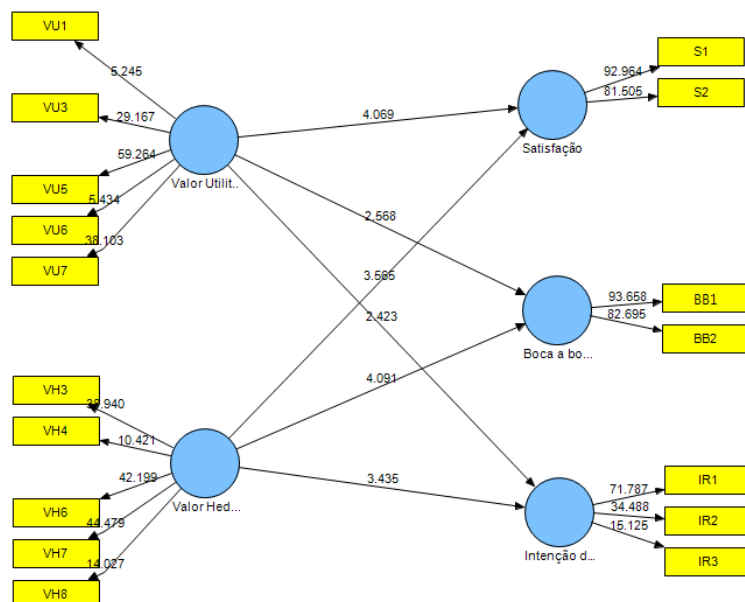 VU1
5.245
VU3
29.167
59.264
VU5
5.434
VU6
38.103
VU7
Valor Utilit..
4.069
2.568
3.565
2.423
92.964
S1
81.505
S2
Satisfação
93.658
BB1
82.695
BB2
Boca a bo...
VH3
VH4
10.421
42.199
VH6
44.479
VH7
14.027
VH8
Valor Hed...
4.091
3.435
71.787
IR1
34.488
IR2
15.125
IR3
Intenção d...